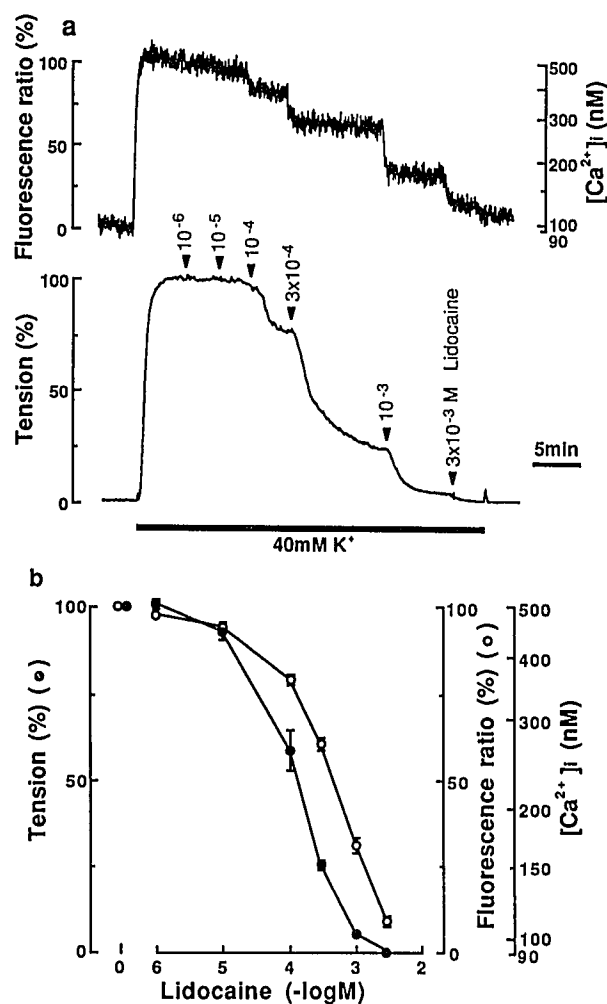 a
Fluorescence ratio (%)
100
50
0
500
300
200
100
90
[Ca²⁺]i (nM)
10⁻⁶
10⁻⁵
10⁻⁴
3x10⁻⁴
10⁻³
3x10⁻³ M Lidocaine
Tension (%)
100
50
0
5min
40mM K⁺
b
Tension (%) (●)
100
50
0
100
50
0
Fluorescence ratio (%) (○)
500
400
300
200
150
100
90
[Ca²⁺]i (nM)
0 6 5 4 3 2
Lidocaine (-logM)